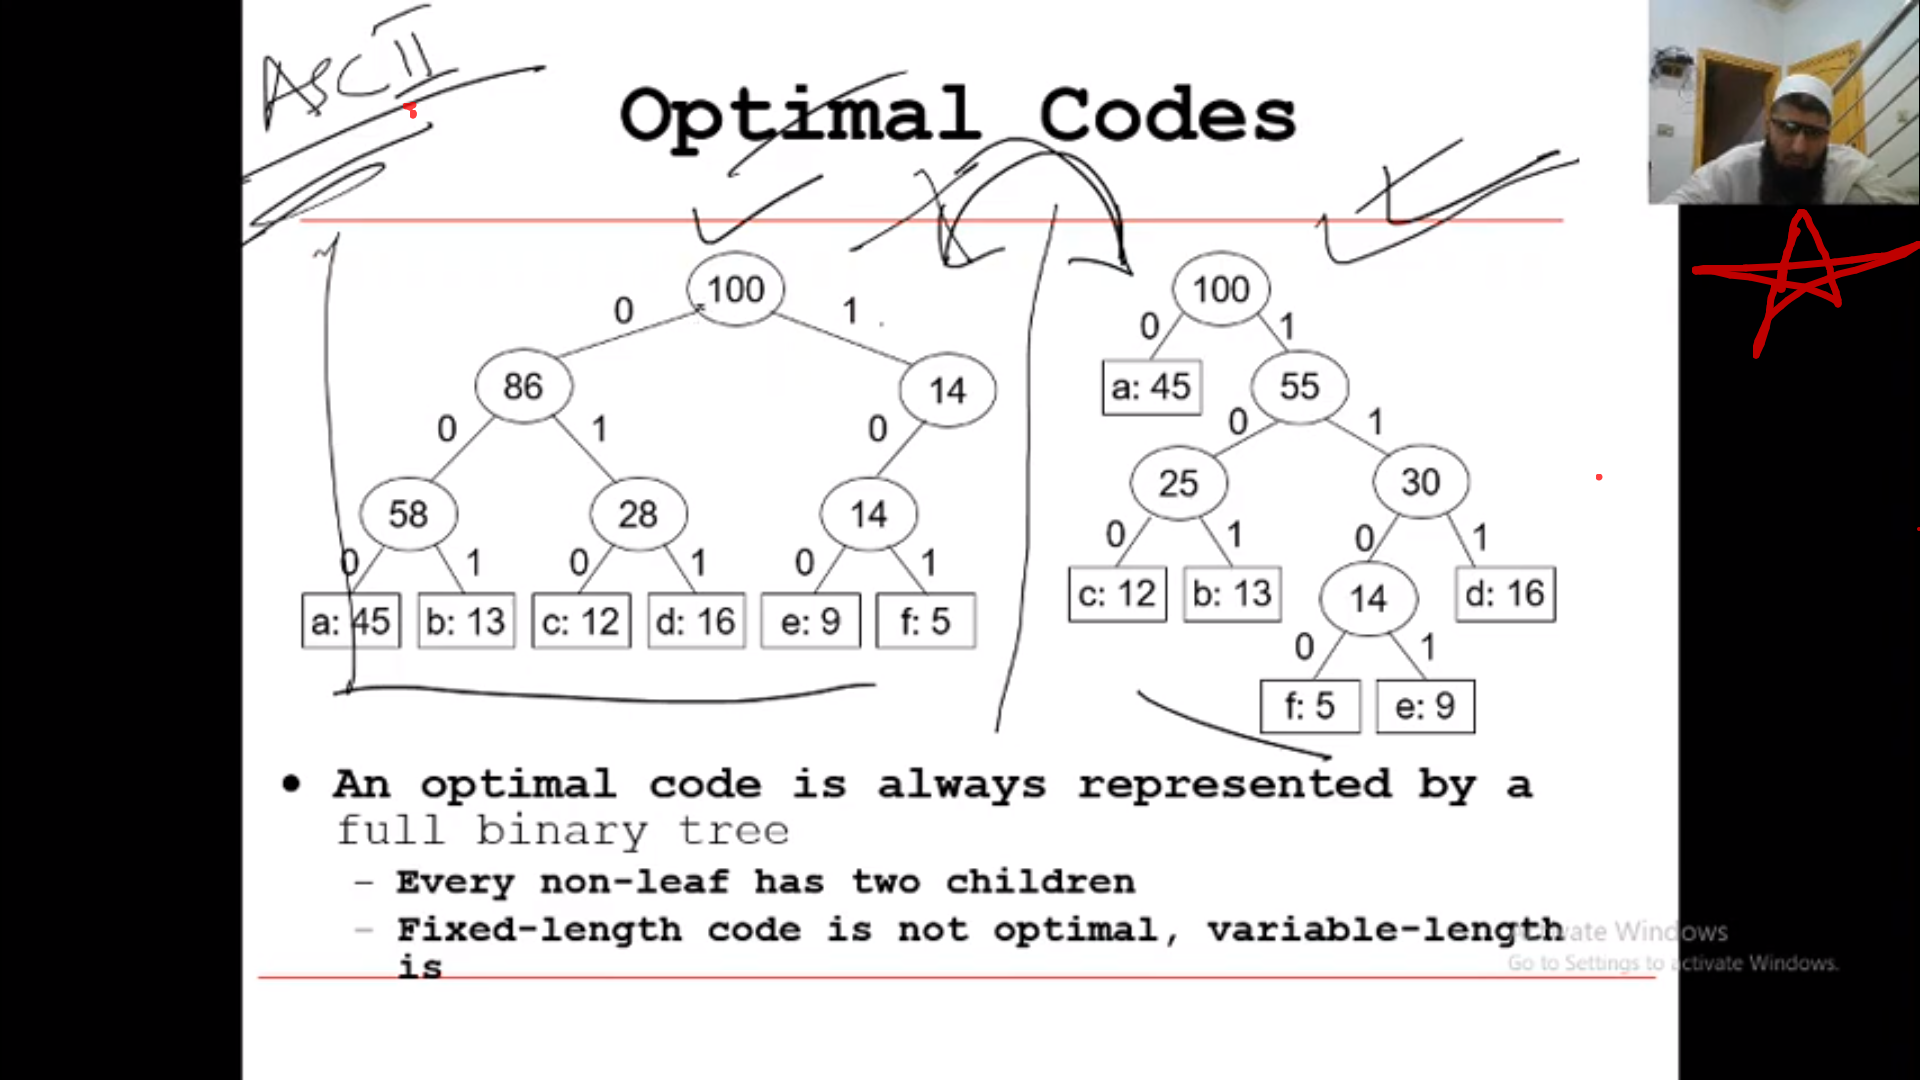 ASCII
Optimal Codes
100
0
1
86
14
0
1
0
58
28
14
0
1
0
1
0
1
a: 45
b: 13
c: 12
d: 16
e: 9
f: 5
100
0
1
a: 45
55
0
1
25
30
0
1
0
1
c: 12
b: 13
14
d: 16
0
1
f: 5
e: 9
• An optimal code is always represented by a
full binary tree
– Every non-leaf has two children
– Fixed-length code is not optimal, variable-length
is
Activate Windows
Go to Settings to activate Windows.